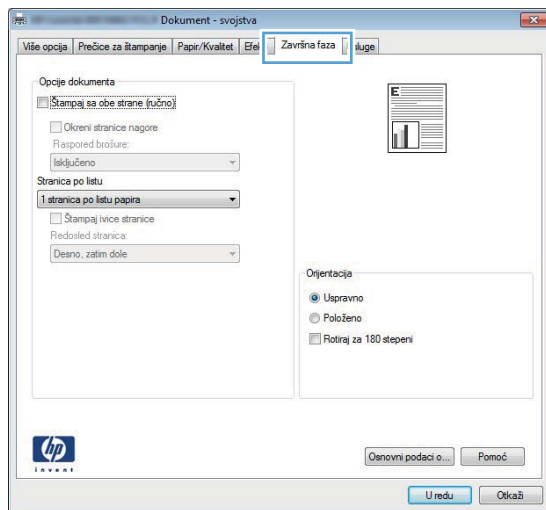 Dokument - svojstva
Više opcija
Prečice za štampanje
Papir/Kvalitet
Završna faza
Opcije dokumenta
Štampaj sa obe strane (ručno)
Okreni stranice nagore
Raspored brošure:
Isključeno
Stranica po listu
1 stranica po listu papira
Štampaj ivice stranice
Redosled stranica:
Desno, zatim dole
E
Orijentacija
Uspravno
Položeno
Rotiraj za 180 stepeni
hp
invent
Osnovni podaci o...
Pomoć
U redu
Otkaži